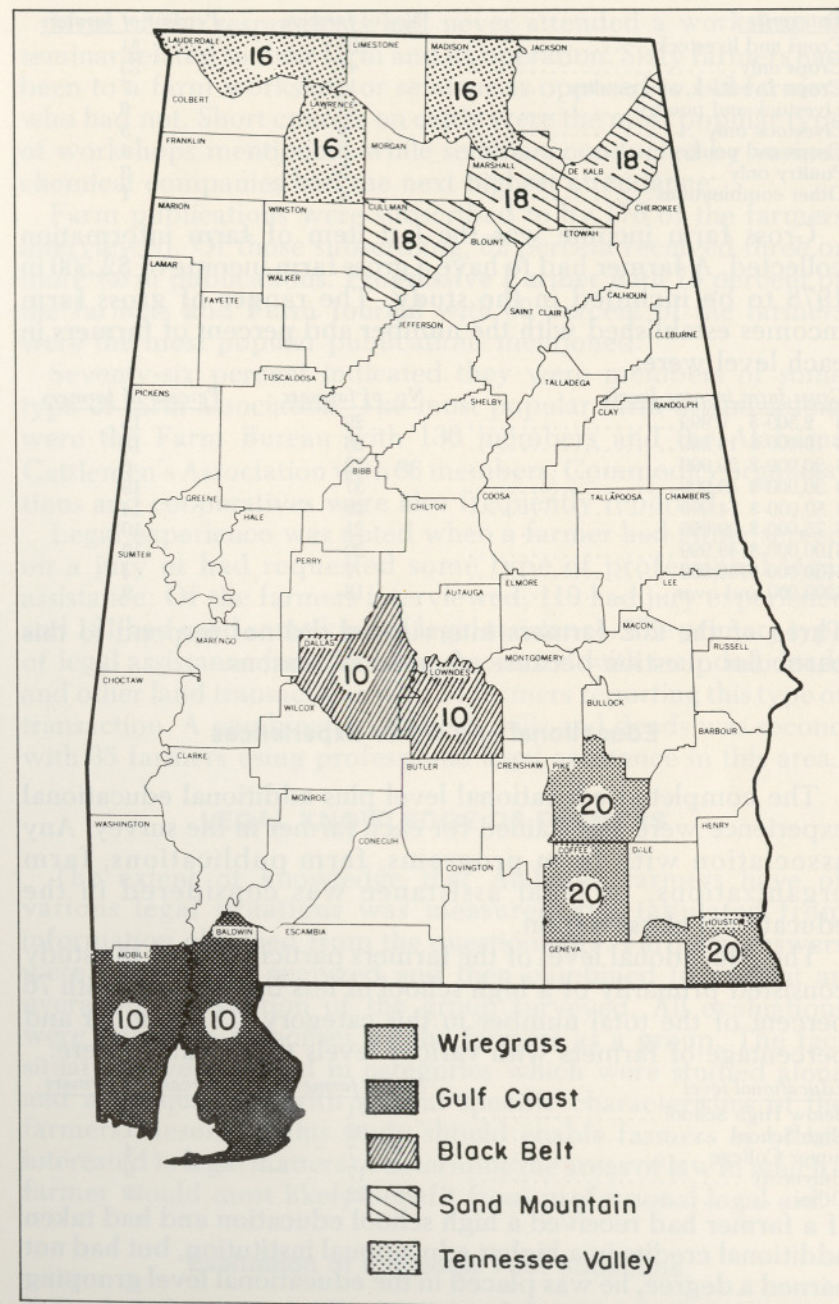 LAUDERDALE
LIMESTONE
MADISON
JACKSON
16
16
COLBERT
LAWRENCE
16
FRANKLIN
MORGAN
MARSHALL
DE KALB
18
18
MARION
WINSTON
CULLMAN
18
CHEROKEE
BLOUNT
ETOWAH
LAMAR
WALKER
FAYETTE
CALHOUN
SAINT CLAIR
JEFFERSON
CLEBURNE
TUSCALOOSA
TALLADEGA
PICKENS
SHELBY
CLAY
RANDOLPH
BIBB
GREENE
HALE
CHILTON
COOSA
TALLAPOOSA
CHAMBERS
SUMTER
PERRY
AUTAUGA
ELMORE
LEE
MACON
MARENGO
DALLAS
RUSSELL
10
LOWNDES
MONTGOMERY
CHOCTAW
WILCOX
10
BULLOCK
BARBOUR
CLARKE
BUTLER
CRENSHAW
PIKE
MONROE
20
WASHINGTON
CONECUH
HENRY
COFFEE
DALE
COVINGTON
20
BALDWIN
ESCAMBIA
HOUSTON
MOBILE
GENEVA
20
10
10
Wiregrass
Gulf Coast
Black Belt
Sand Mountain
Tennessee Valley